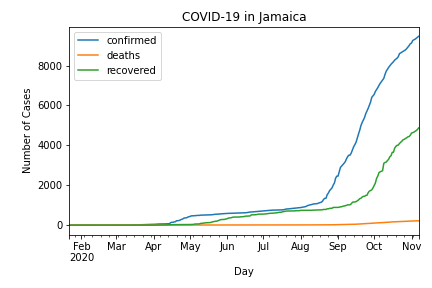 COVID-19 in Jamaica
confirmed
deaths
recovered
Number of Cases
8000
6000
4000
2000
0
Feb Mar Apr May Jun Jul Aug Sep Oct Nov
2020
Day